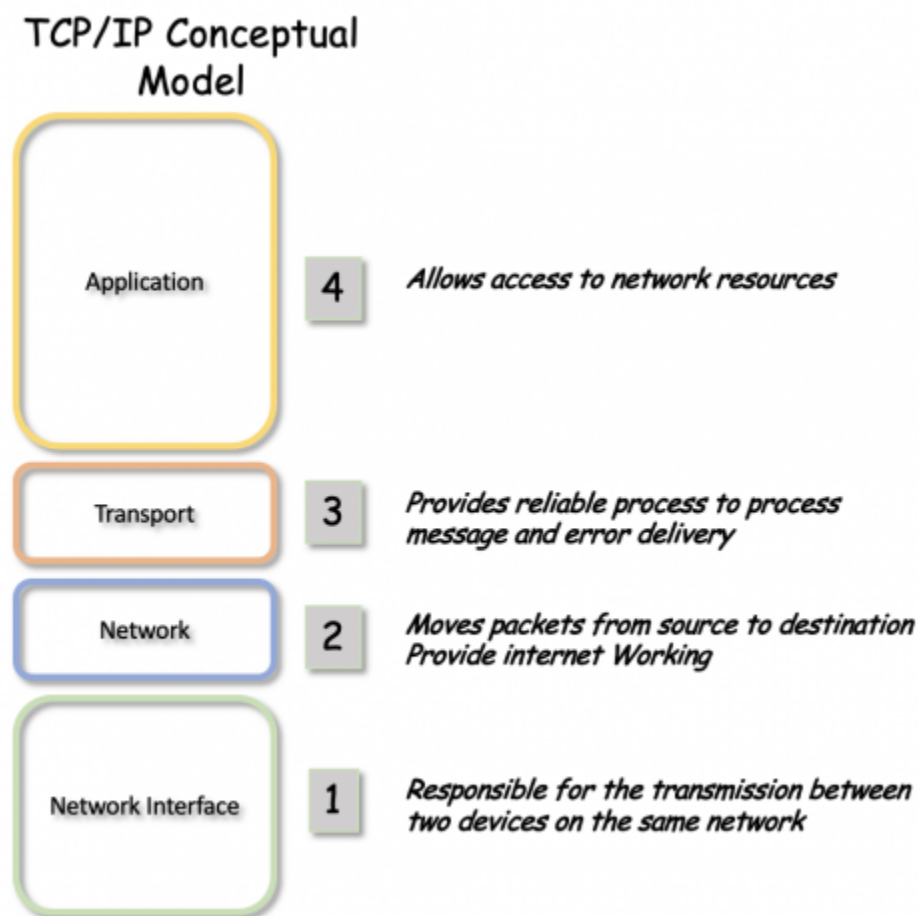 TCP/IP Conceptual
Model
Application
4
Allows access to network resources
Transport
3
Provides reliable process to process
message and error delivery
Network
2
Moves packets from source to destination
Provide internet Working
Network Interface
1
Responsible for the transmission between
two devices on the same network